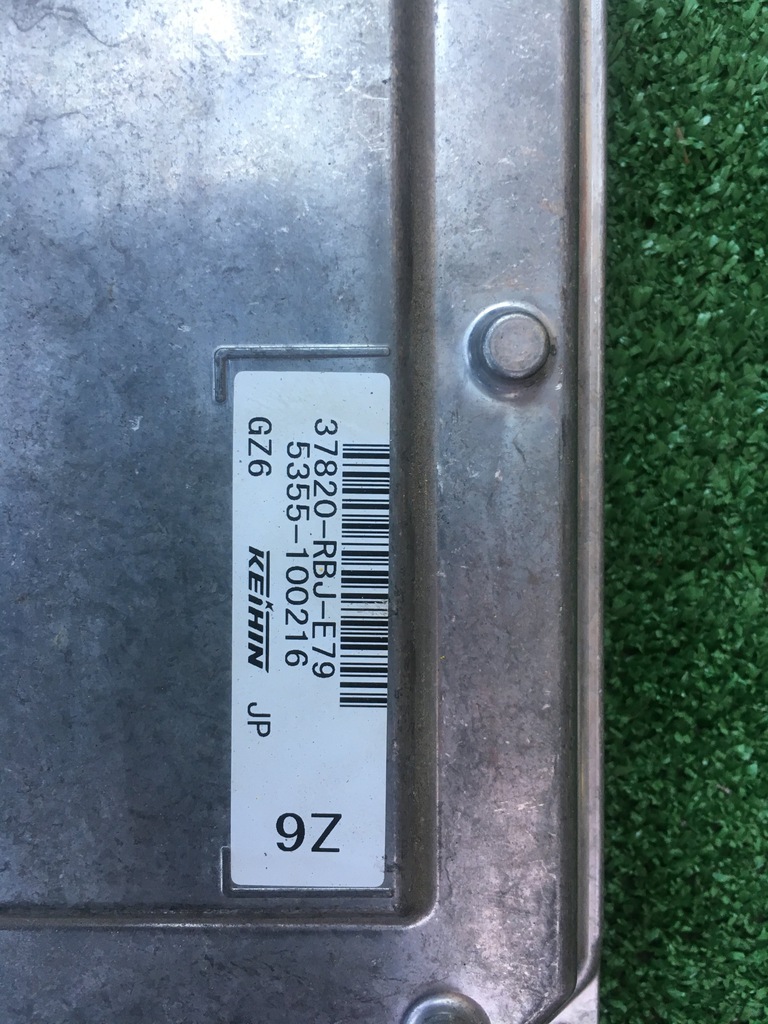 37820-RBJ-E79
5355-100216
GZ6 KEIHIN JP
Z6